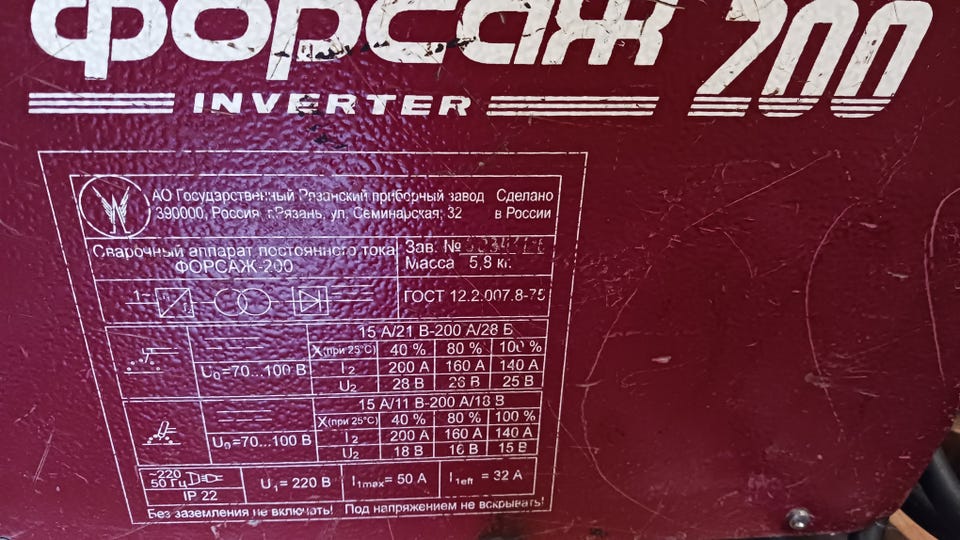 Форсаж 200
INVERTER
АО Государственный Рязанский приборный завод Сделано
390000, Россия, г.Рязань, ул. Семинарская, 32 в России
Сварочный аппарат постоянного тока Зав. №
ФОРСАЖ-200 Масса 5,8 кг.
1~ ГОСТ 12.2.007.8-75
15 А/21 В-200 А/28 В
X(при 25°С) 40 % 80 % 100 %
U₀=70...100 В I₂ 200 А 160 А 140 А
U₂ 28 В 26 В 25 В
15 А/11 В-200 А/18 В
X(при 25°С) 40 % 80 % 100 %
U₀=70...100 В I₂ 200 А 160 А 140 А
U₂ 18 В 16 В 15 В
~220
50 Гц U₁= 220 В I₁max= 50 А I₁eff = 32 А
IP 22
Без заземления не включать! Под напряжением не вскрывать!